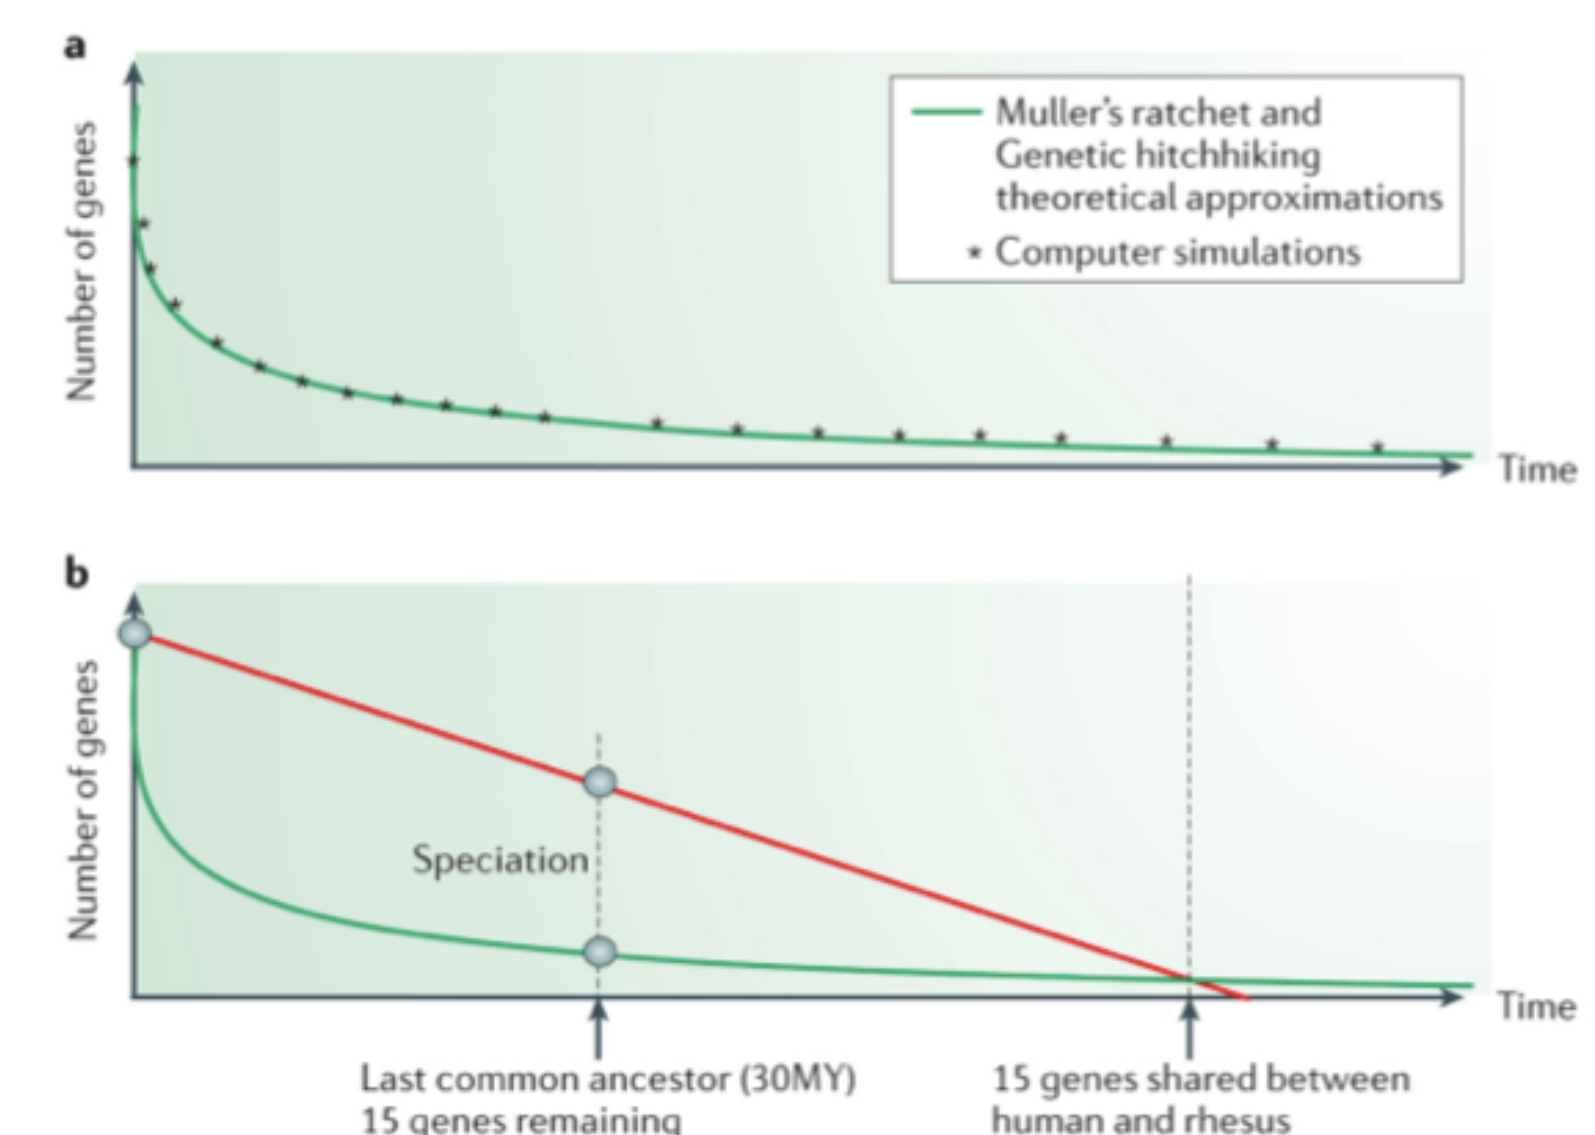 a
Number of genes
Muller's ratchet and
Genetic hitchhiking
theoretical approximations
* Computer simulations
Time
b
Number of genes
Speciation
Time
Last common ancestor (30MY)
15 genes remaining
15 genes shared between
human and rhesus